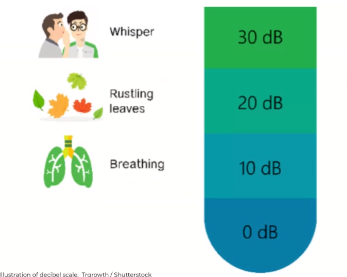 Whisper
30 dB
Rustling
leaves
20 dB
Breathing
10 dB
0 dB
Illustration of decibel scale. Trgrowth / Shutterstock